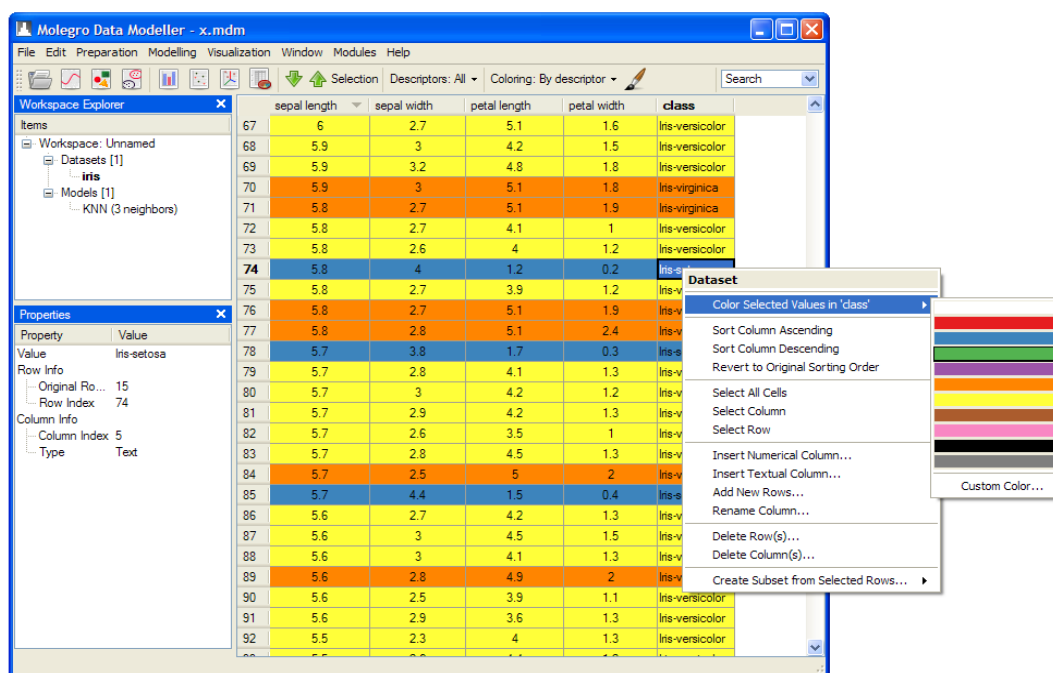 Molegro Data Modeller - x.mdm
File Edit Preparation Modelling Visualization Window Modules Help
Selection Descriptors: All Coloring: By descriptor Search
Workspace Explorer
Items
Workspace: Unnamed
Datasets [1]
iris
Models [1]
KNN (3 neighbors)
Properties
Property Value
Value Iris-setosa
Row Info
Original Ro... 15
Row Index 74
Column Info
Column Index 5
Type Text
sepal length sepal width petal length petal width class
67 6 2.7 5.1 1.6 Iris-versicolor
68 5.9 3 4.2 1.5 Iris-versicolor
69 5.9 3.2 4.8 1.8 Iris-versicolor
70 5.9 3 5.1 1.8 Iris-virginica
71 5.8 2.7 5.1 1.9 Iris-virginica
72 5.8 2.7 4.1 1 Iris-versicolor
73 5.8 2.6 4 1.2 Iris-versicolor
74 5.8 4 1.2 0.2 Iris-s
75 5.8 2.7 3.9 1.2 Iris-v
76 5.8 2.7 5.1 1.9 Iris-v
77 5.8 2.8 5.1 2.4 Iris-v
78 5.7 3.8 1.7 0.3 Iris-s
79 5.7 2.8 4.1 1.3 Iris-v
80 5.7 3 4.2 1.2 Iris-v
81 5.7 2.9 4.2 1.3 Iris-v
82 5.7 2.6 3.5 1 Iris-v
83 5.7 2.8 4.5 1.3 Iris-v
84 5.7 2.5 5 2 Iris-v
85 5.7 4.4 1.5 0.4 Iris-s
86 5.6 2.7 4.2 1.3 Iris-v
87 5.6 3 4.5 1.5 Iris-v
88 5.6 3 4.1 1.3 Iris-v
89 5.6 2.8 4.9 2 Iris-v
90 5.6 2.5 3.9 1.1 Iris-versicolor
91 5.6 2.9 3.6 1.3 Iris-versicolor
92 5.5 2.3 4 1.3 Iris-versicolor
Dataset
Color Selected Values in 'class'
Sort Column Ascending
Sort Column Descending
Revert to Original Sorting Order
Select All Cells
Select Column
Select Row
Insert Numerical Column...
Insert Textual Column...
Add New Rows...
Rename Column...
Delete Row(s)...
Delete Column(s)...
Create Subset from Selected Rows...
Custom Color...